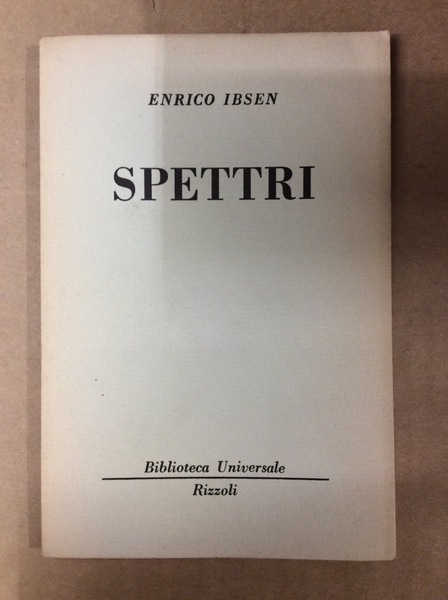 ENRICO IBSEN
SPETTRI
Biblioteca Universale
Rizzoli